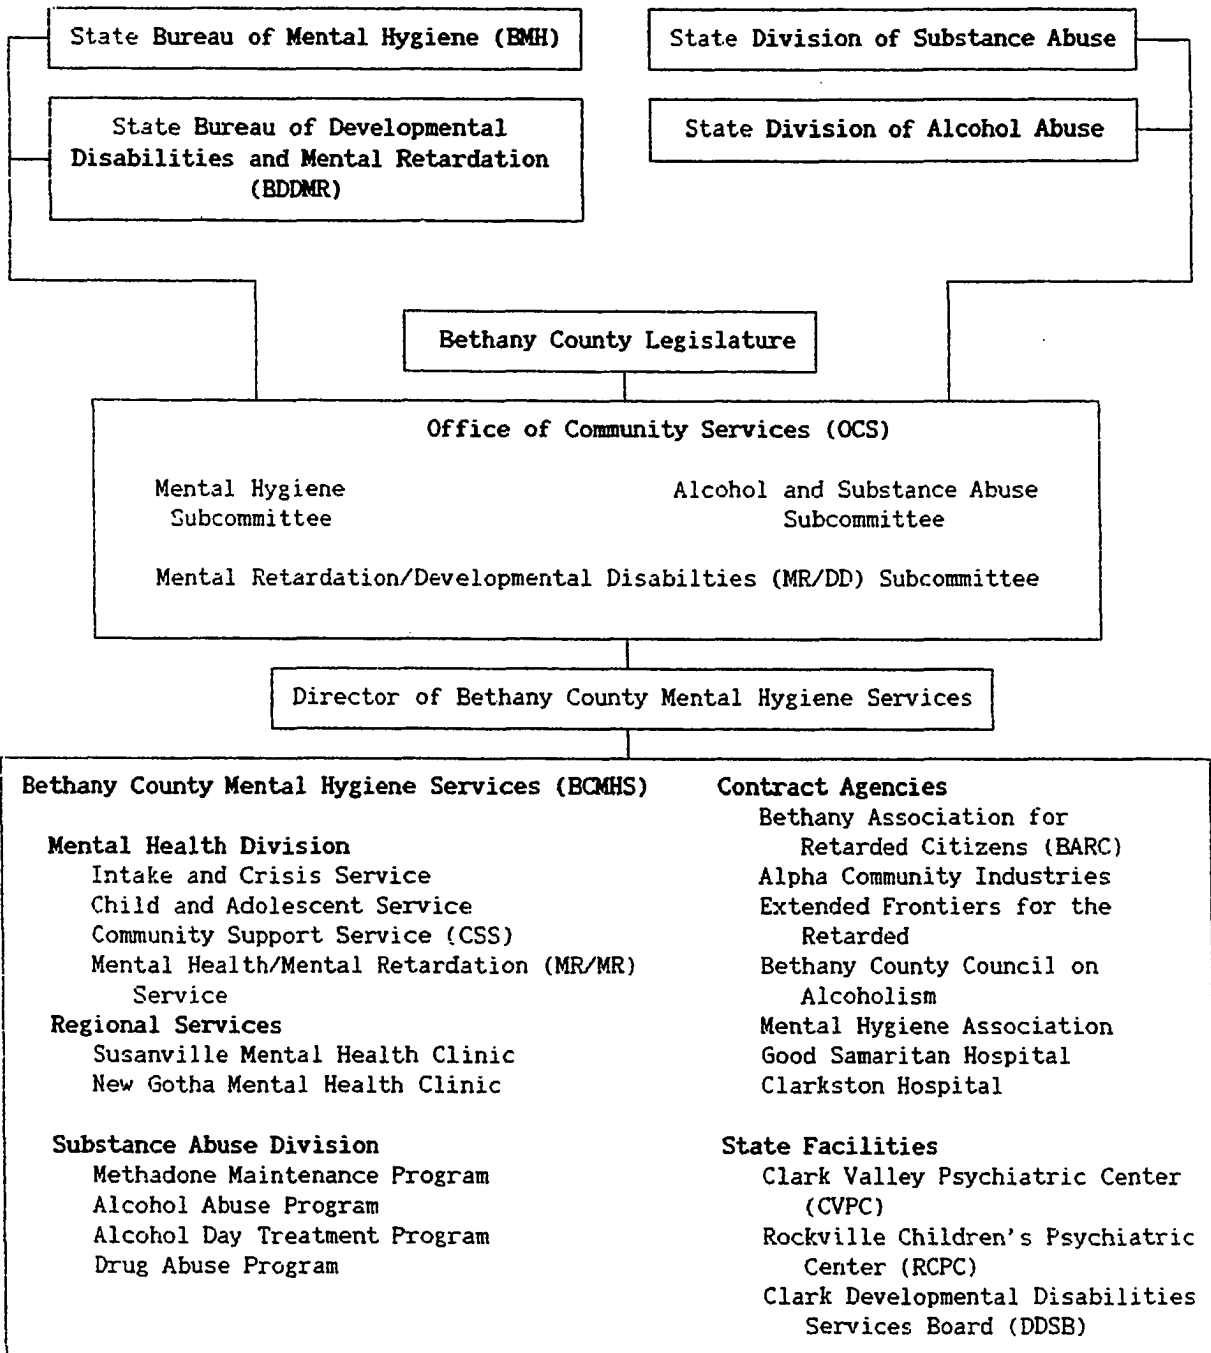 State Bureau of Mental Hygiene (BMH)
State Division of Substance Abuse
State Bureau of Developmental
Disabilities and Mental Retardation
(BDDMR)
State Division of Alcohol Abuse
Bethany County Legislature
Office of Community Services (OCS)
Mental Hygiene
Subcommittee
Alcohol and Substance Abuse
Subcommittee
Mental Retardation/Developmental Disabilties (MR/DD) Subcommittee
Director of Bethany County Mental Hygiene Services
Bethany County Mental Hygiene Services (BCMHS)
Mental Health Division
Intake and Crisis Service
Child and Adolescent Service
Community Support Service (CSS)
Mental Health/Mental Retardation (MR/MR)
Service
Regional Services
Susanville Mental Health Clinic
New Gotha Mental Health Clinic
Substance Abuse Division
Methadone Maintenance Program
Alcohol Abuse Program
Alcohol Day Treatment Program
Drug Abuse Program
Contract Agencies
Bethany Association for
Retarded Citizens (BARC)
Alpha Community Industries
Extended Frontiers for the
Retarded
Bethany County Council on
Alcoholism
Mental Hygiene Association
Good Samaritan Hospital
Clarkston Hospital
State Facilities
Clark Valley Psychiatric Center
(CVPC)
Rockville Children's Psychiatric
Center (RCPC)
Clark Developmental Disabilities
Services Board (DDSB)